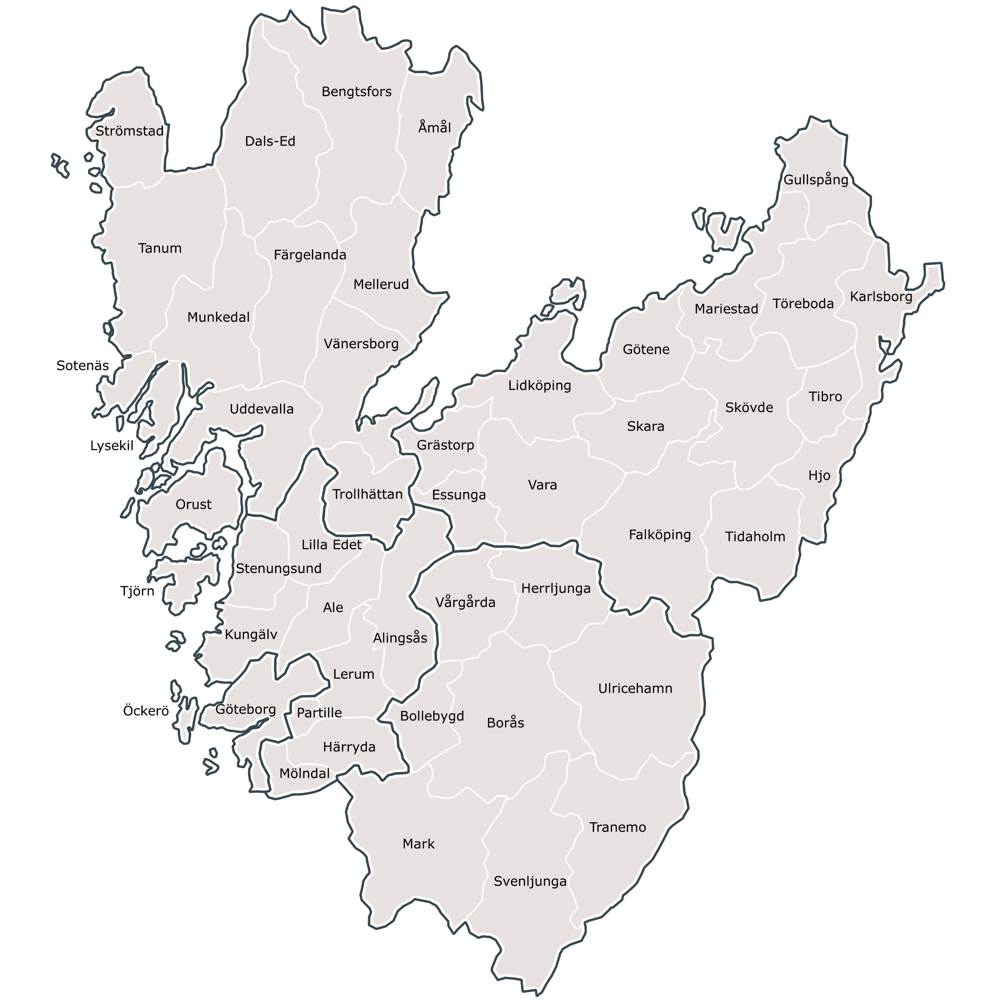 Bengtsfors
Åmål
Strömstad
Dals-Ed
Gullspång
Tanum
Färgelanda
Mellerud
Karlsborg
Töreboda
Mariestad
Munkedal
Vänersborg
Götene
Sotenäs
Lidköping
Tibro
Skövde
Uddevalla
Skara
Grästorp
Lysekil
Hjo
Vara
Trollhättan
Essunga
Orust
Falköping
Tidaholm
Lilla Edet
Stenungsund
Herrljunga
Tjörn
Vårgårda
Ale
Kungälv
Alingsås
Lerum
Ulricehamn
Göteborg
Öckerö
Partille
Bollebygd
Borås
Härryda
Mölndal
Tranemo
Mark
Svenljunga